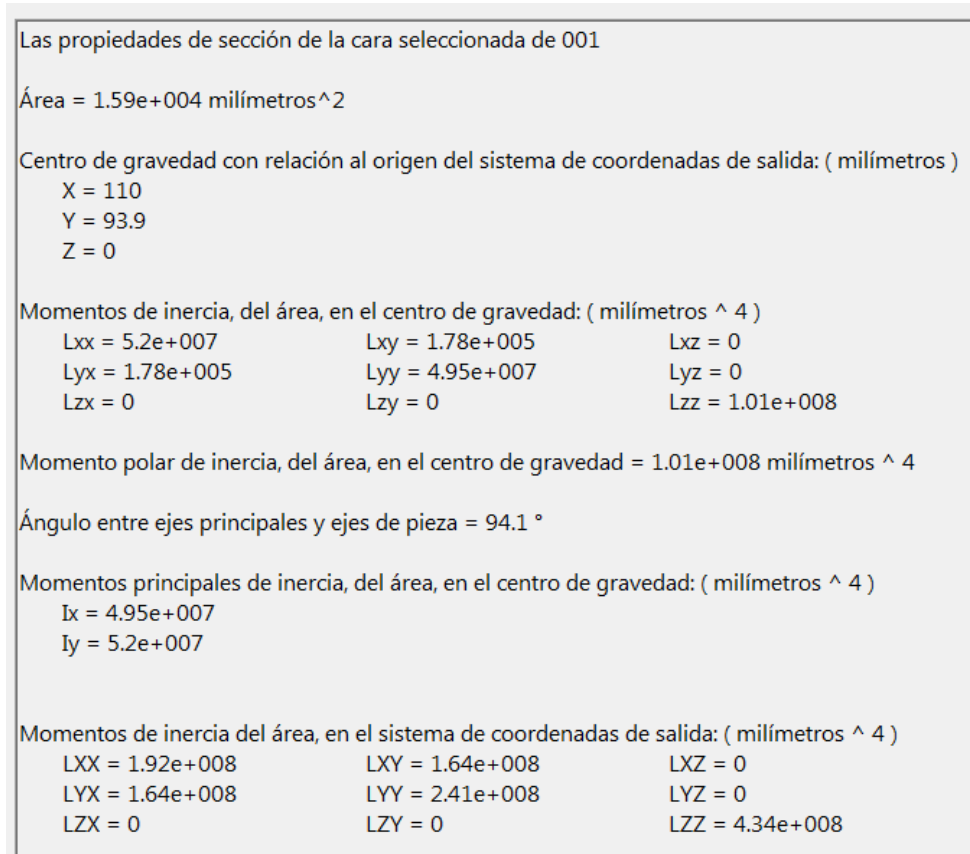 Las propiedades de sección de la cara seleccionada de 001
Área = 1.59e+004 milímetros^2
Centro de gravedad con relación al origen del sistema de coordenadas de salida: ( milímetros )
X = 110
Y = 93.9
Z = 0
Momentos de inercia, del área, en el centro de gravedad: ( milímetros ^ 4 )
Lxx = 5.2e+007 Lxy = 1.78e+005 Lxz = 0
Lyx = 1.78e+005 Lyy = 4.95e+007 Lyz = 0
Lzx = 0 Lzy = 0 Lzz = 1.01e+008
Momento polar de inercia, del área, en el centro de gravedad = 1.01e+008 milímetros ^ 4
Ángulo entre ejes principales y ejes de pieza = 94.1 °
Momentos principales de inercia, del área, en el centro de gravedad: ( milímetros ^ 4 )
Ix = 4.95e+007
Iy = 5.2e+007
Momentos de inercia del área, en el sistema de coordenadas de salida: ( milímetros ^ 4 )
LXX = 1.92e+008 LXY = 1.64e+008 LXZ = 0
LYX = 1.64e+008 LYY = 2.41e+008 LYZ = 0
LZX = 0 LZY = 0 LZZ = 4.34e+008